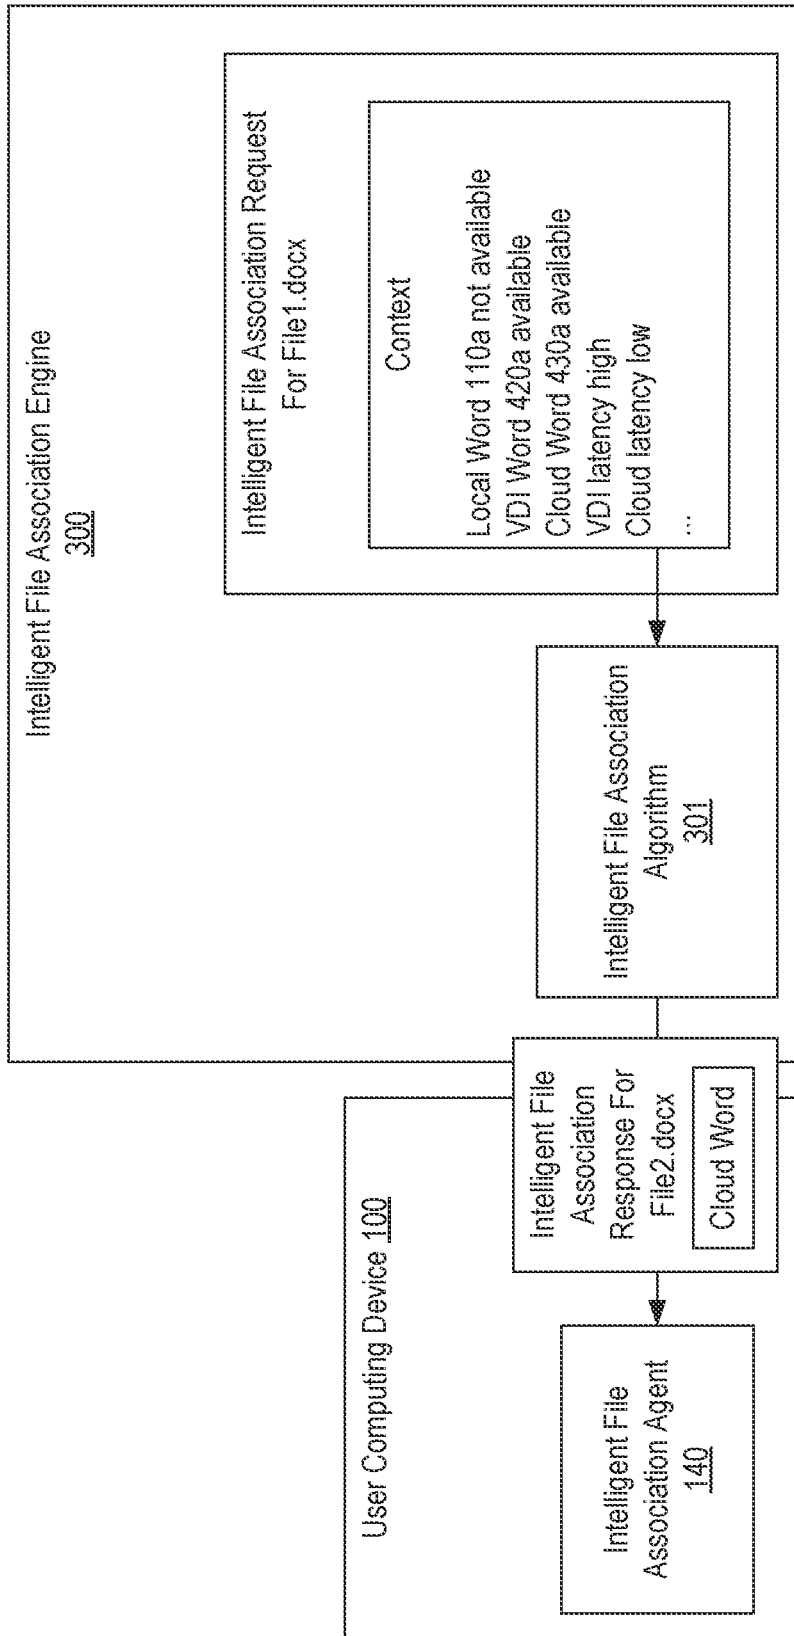 Intelligent File Association Engine
300
Intelligent File Association Request
For File1.docx
Context
Local Word 110a not available
VDI Word 420a available
Cloud Word 430a available
VDI latency high
Cloud latency low
...
Intelligent File Association
Algorithm
301
Intelligent File
Association
Response For
File2.docx
Cloud Word
User Computing Device 100
Intelligent File
Association Agent
140